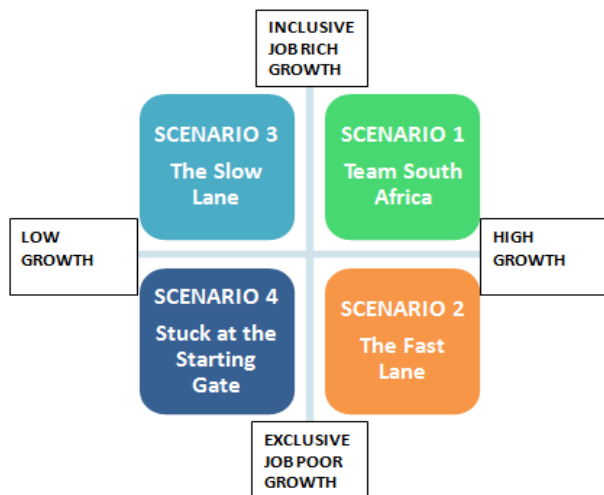 INCLUSIVE
JOB RICH
GROWTH
SCENARIO 3
The Slow
Lane
SCENARIO 1
Team South
Africa
LOW
GROWTH
HIGH
GROWTH
SCENARIO 4
Stuck at the
Starting
Gate
SCENARIO 2
The Fast
Lane
EXCLUSIVE
JOB POOR
GROWTH